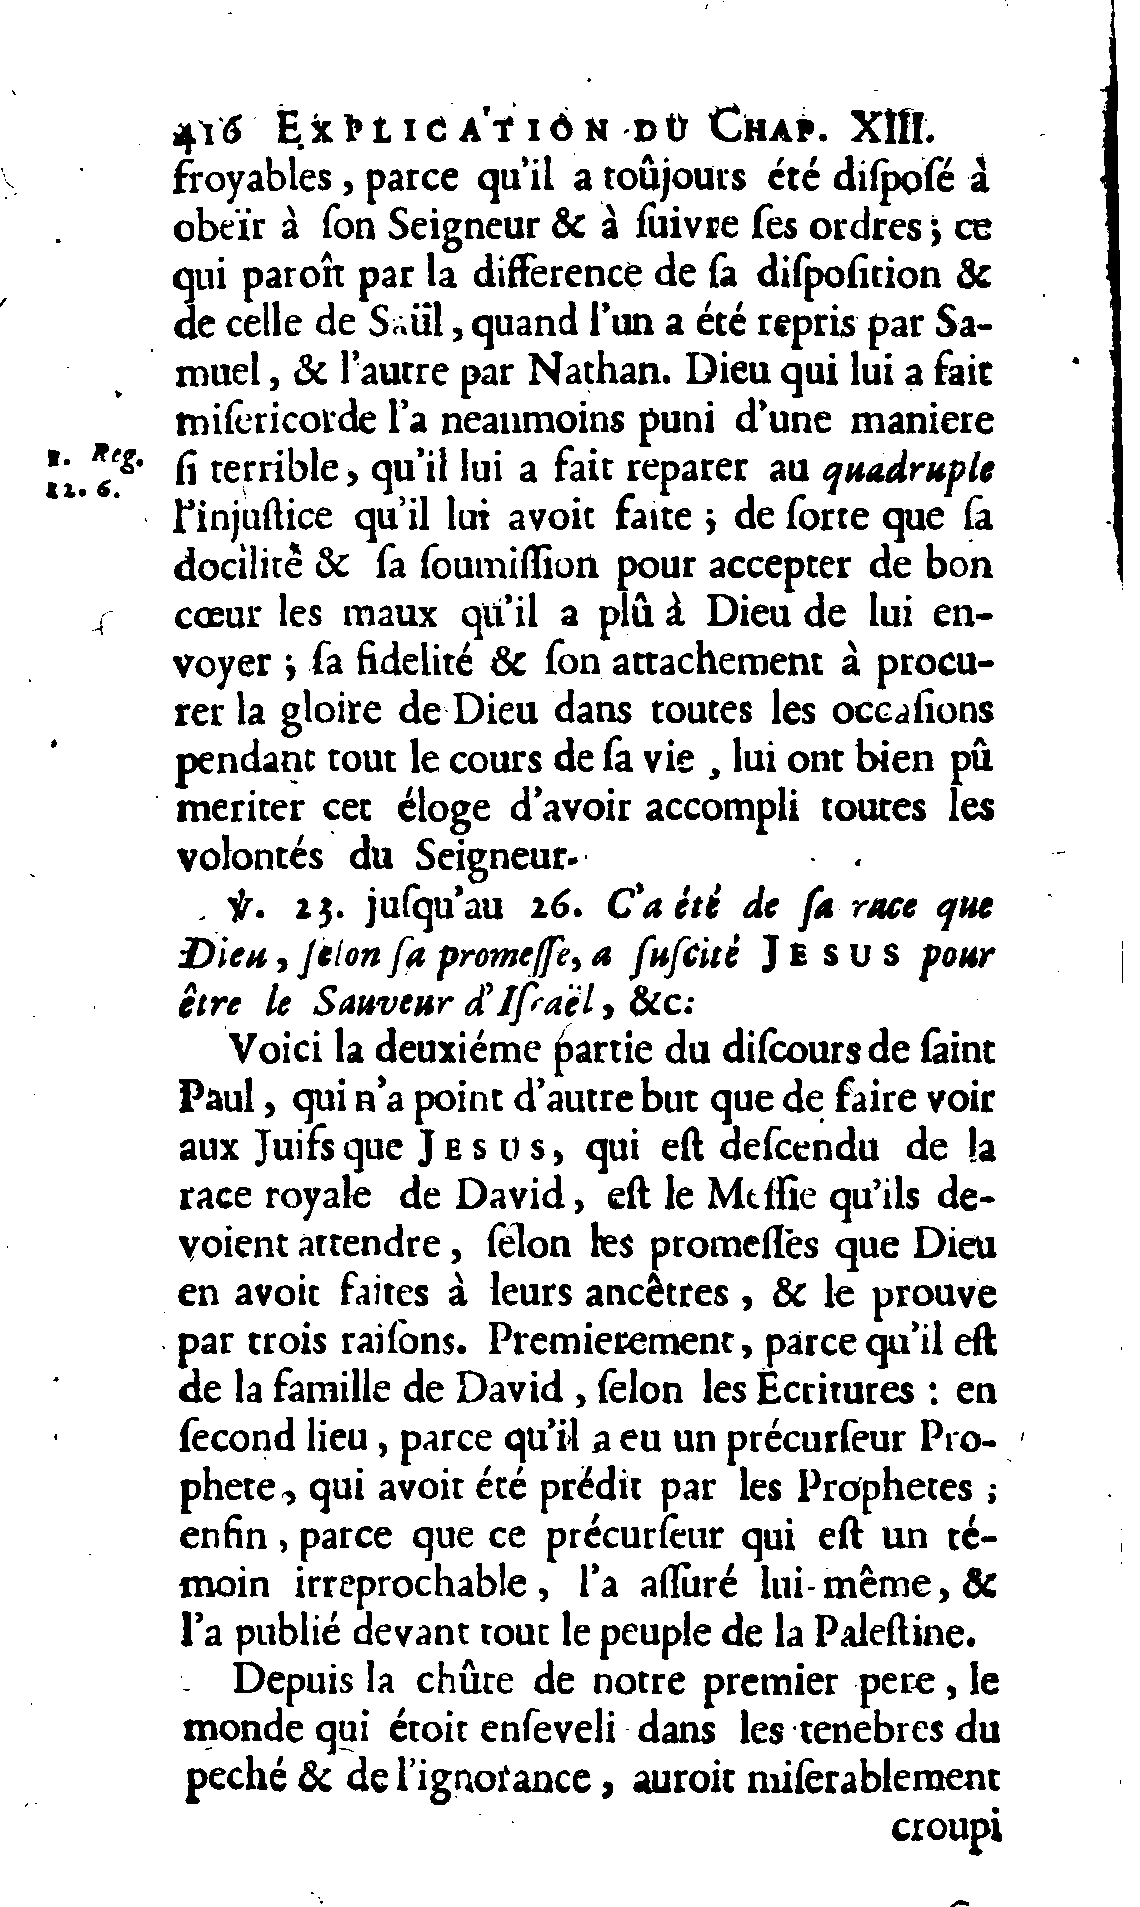 416 EXPLICATION DU CHAP. XIII.
froyables, parce qu'il a toûjours été diſpoſé à
obeïr à ſon Seigneur & à ſuivre ſes ordres; ce
qui paroît par la difference de ſa diſpoſition &
de celle de Saül, quand l'un a été repris par Sa-
muel, & l'autre par Nathan. Dieu qui lui a fait
miſericorde l'a neanmoins puni d'une maniere
ſi terrible, qu'il lui a fait reparer au quadruple
2. Reg.
12. 6.
l'injuſtice qu'il lui avoit faite; de ſorte que ſa
docilité & ſa ſoumiſſion pour accepter de bon
cœur les maux qu'il a plû à Dieu de lui en-
voyer; ſa fidelité & ſon attachement à procu-
rer la gloire de Dieu dans toutes les occaſions
pendant tout le cours de ſa vie, lui ont bien pû
meriter cet éloge d'avoir accompli toutes les
volontés du Seigneur.
℣. 23. juſqu'au 26. C'a été de ſa race que
Dieu, ſelon ſa promeſſe, a ſuſcité JESUS pour
être le Sauveur d'Iſraël, &c:
Voici la deuxiéme partie du diſcours de ſaint
Paul, qui n'a point d'autre but que de faire voir
aux Juifs que JESUS, qui eſt deſcendu de la
race royale de David, eſt le Meſſie qu'ils de-
voient attendre, ſelon les promeſſes que Dieu
en avoit faites à leurs ancêtres, & le prouve
par trois raiſons. Premierement, parce qu'il eſt
de la famille de David, ſelon les Ecritures: en
ſecond lieu, parce qu'il a eu un précurſeur Pro-
phete, qui avoit été prédit par les Prophetes;
enfin, parce que ce précurſeur qui eſt un té-
moin irreprochable, l'a aſſuré lui-même, &
l'a publié devant tout le peuple de la Paleſtine.
Depuis la chûte de notre premier pere, le
monde qui étoit enſeveli dans les tenebres du
peché & de l'ignorance, auroit miſerablement
croupi